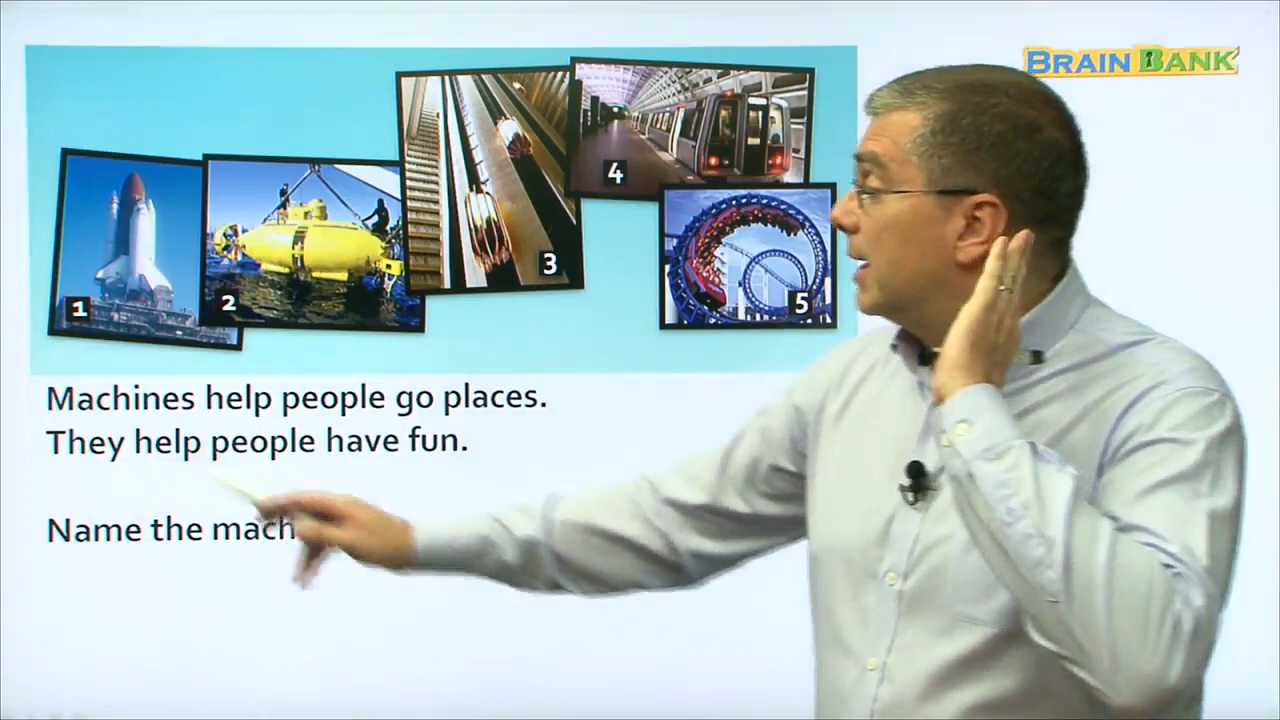 BRAIN BANK
1
2
3
4
5
Machines help people go places.
They help people have fun.
Name the mach